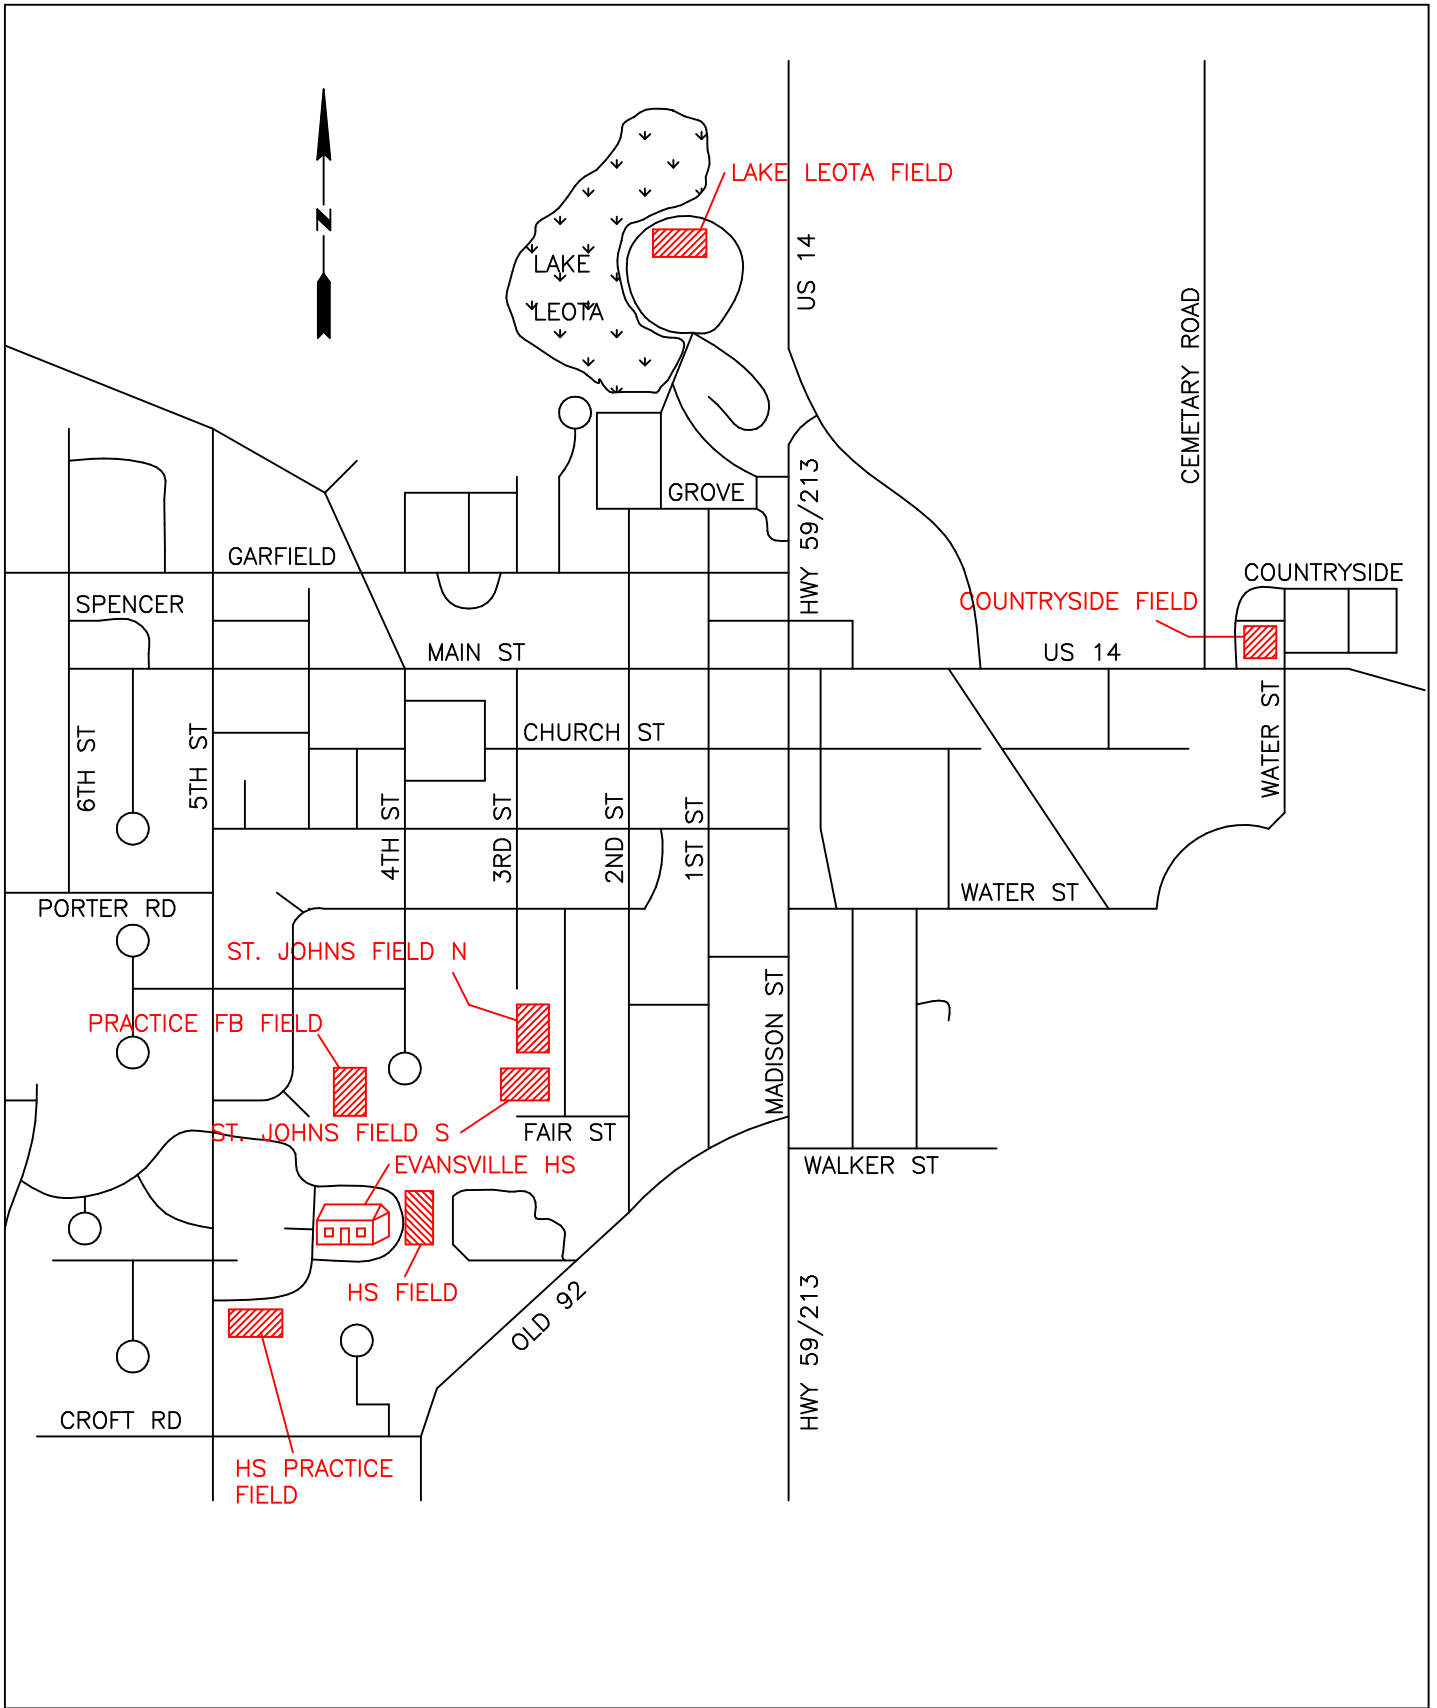 LAKE LEOTA FIELD
N
US 14
LAKE
LEOTA
CEMETARY ROAD
GROVE
HWY 59/213
GARFIELD
COUNTRYSIDE
SPENCER
COUNTRYSIDE FIELD
MAIN ST
US 14
6TH ST
5TH ST
CHURCH ST
WATER ST
4TH ST
3RD ST
2ND ST
1ST ST
WATER ST
PORTER RD
ST. JOHNS FIELD N
MADISON ST
PRACTICE FB FIELD
ST. JOHNS FIELD S
FAIR ST
EVANSVILLE HS
WALKER ST
HS FIELD
OLD 92
HWY 59/213
CROFT RD
HS PRACTICE
FIELD